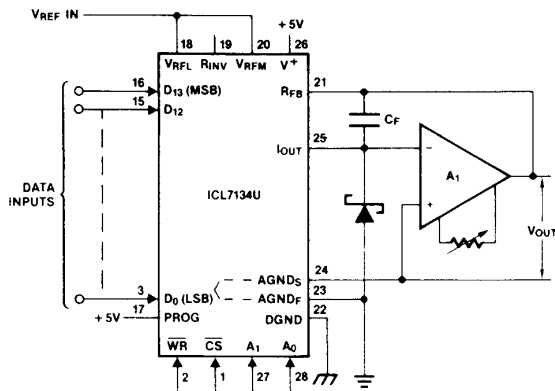 VREF IN
+ 5V
18 19 20 26
VRFL RINV VRFM V+
16 D13 (MSB)
15 D12
RFB 21
CF
IOUT 25
DATA
INPUTS
ICL7134U
−
A1
+
VOUT
AGNDS 24
3 D0 (LSB)
AGNDF 23
+ 5V 17 PROG
DGND 22
WR CS A1 A0
2 1 27 28